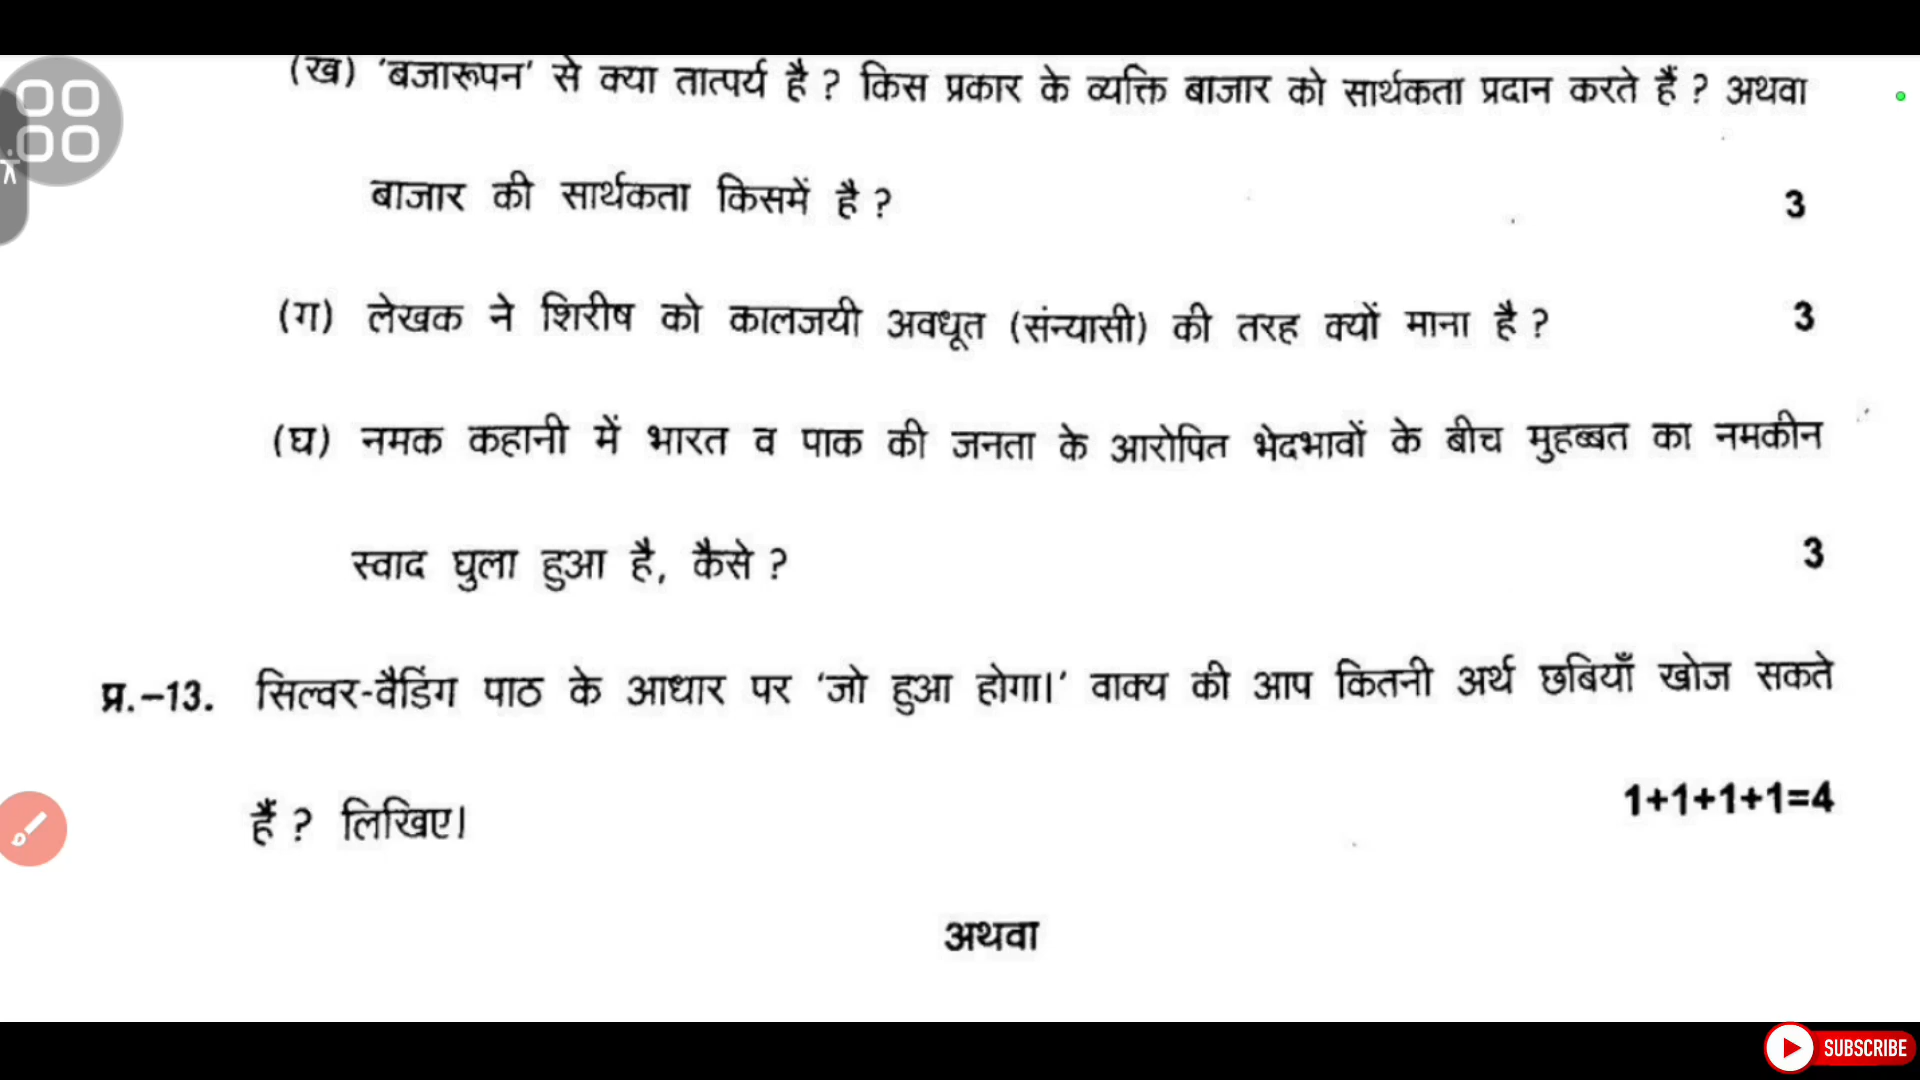 (ख) 'बजारूपन' से क्या तात्पर्य है ? किस प्रकार के व्यक्ति बाजार को सार्थकता प्रदान करते हैं ? अथवा
बाजार की सार्थकता किसमें है ? 3
(ग) लेखक ने शिरीष को कालजयी अवधूत (संन्यासी) की तरह क्यों माना है ? 3
(घ) नमक कहानी में भारत व पाक की जनता के आरोपित भेदभावों के बीच मुहब्बत का नमकीन
स्वाद घुला हुआ है, कैसे ? 3
प्र.–13. सिल्वर-वैडिंग पाठ के आधार पर 'जो हुआ होगा।' वाक्य की आप कितनी अर्थ छबियाँ खोज सकते
हैं ? लिखिए। 1+1+1+1=4
अथवा
SUBSCRIBE